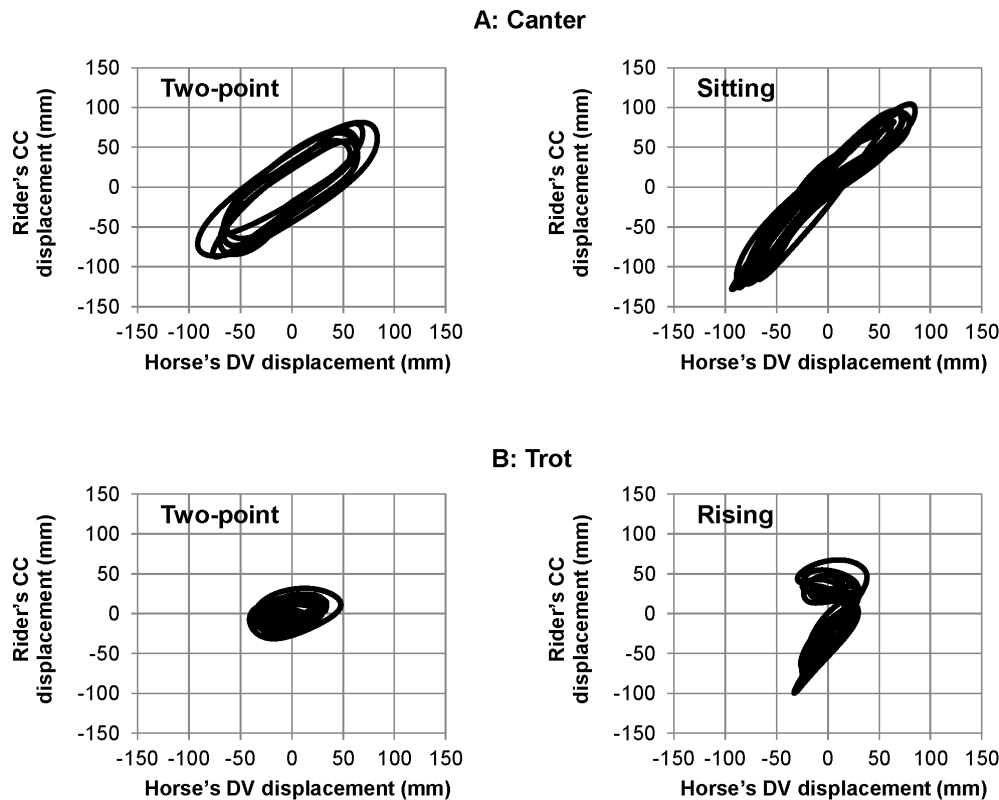 A: Canter
Two-point
Rider's CC
displacement (mm)
150
100
50
0
-50
-100
-150
-150 -100 -50 0 50 100 150
Horse's DV displacement (mm)
Sitting
Rider's CC
displacement (mm)
150
100
50
0
-50
-100
-150
-150 -100 -50 0 50 100 150
Horse's DV displacement (mm)
B: Trot
Two-point
Rider's CC
displacement (mm)
150
100
50
0
-50
-100
-150
-150 -100 -50 0 50 100 150
Horse's DV displacement (mm)
Rising
Rider's CC
displacement (mm)
150
100
50
0
-50
-100
-150
-150 -100 -50 0 50 100 150
Horse's DV displacement (mm)